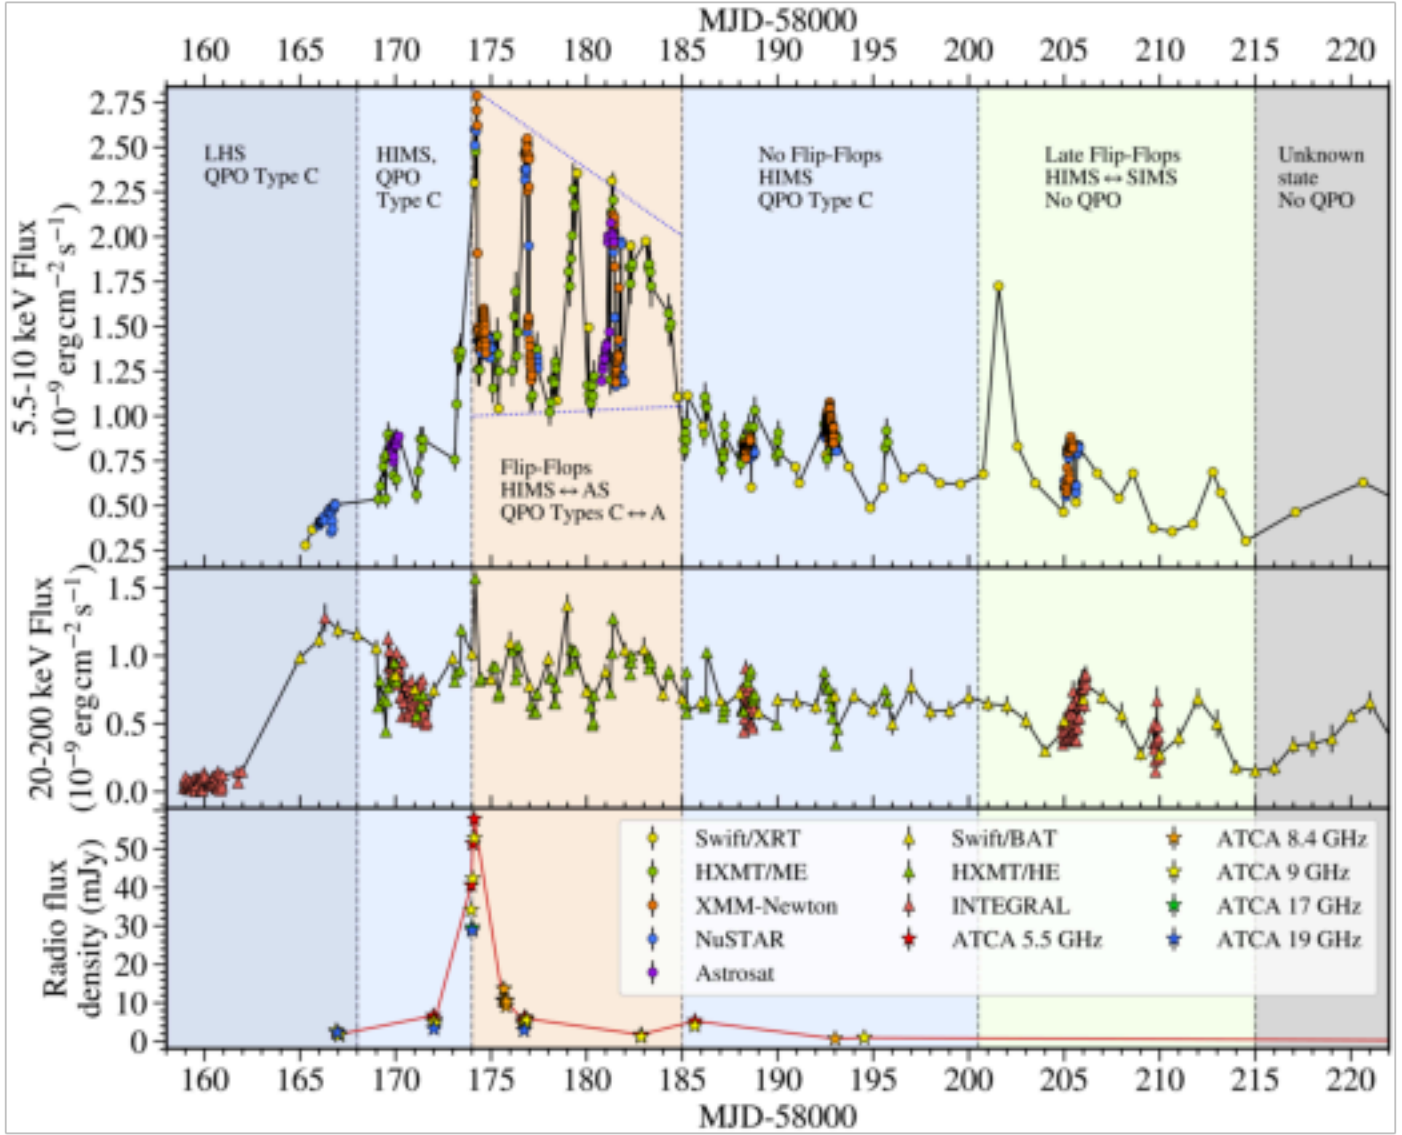 MJD-58000
160 165 170 175 180 185 190 195 200 205 210 215 220
5.5-10 keV Flux
(10−9 erg cm−2 s−1)
2.75
2.50
2.25
2.00
1.75
1.50
1.25
1.00
0.75
0.50
0.25
LHS
QPO Type C
HIMS,
QPO
Type C
Flip-Flops
HIMS↔AS
QPO Types C↔A
No Flip-Flops
HIMS
QPO Type C
Late Flip-Flops
HIMS↔SIMS
No QPO
Unknown
state
No QPO
20-200 keV Flux
(10−9 erg cm−2 s−1)
1.5
1.0
0.5
0.0
Radio flux
density (mJy)
50
40
30
20
10
0
Swift/XRT
HXMT/ME
XMM-Newton
NuSTAR
Astrosat
Swift/BAT
HXMT/HE
INTEGRAL
ATCA 5.5 GHz
ATCA 8.4 GHz
ATCA 9 GHz
ATCA 17 GHz
ATCA 19 GHz
160 165 170 175 180 185 190 195 200 205 210 215 220
MJD-58000